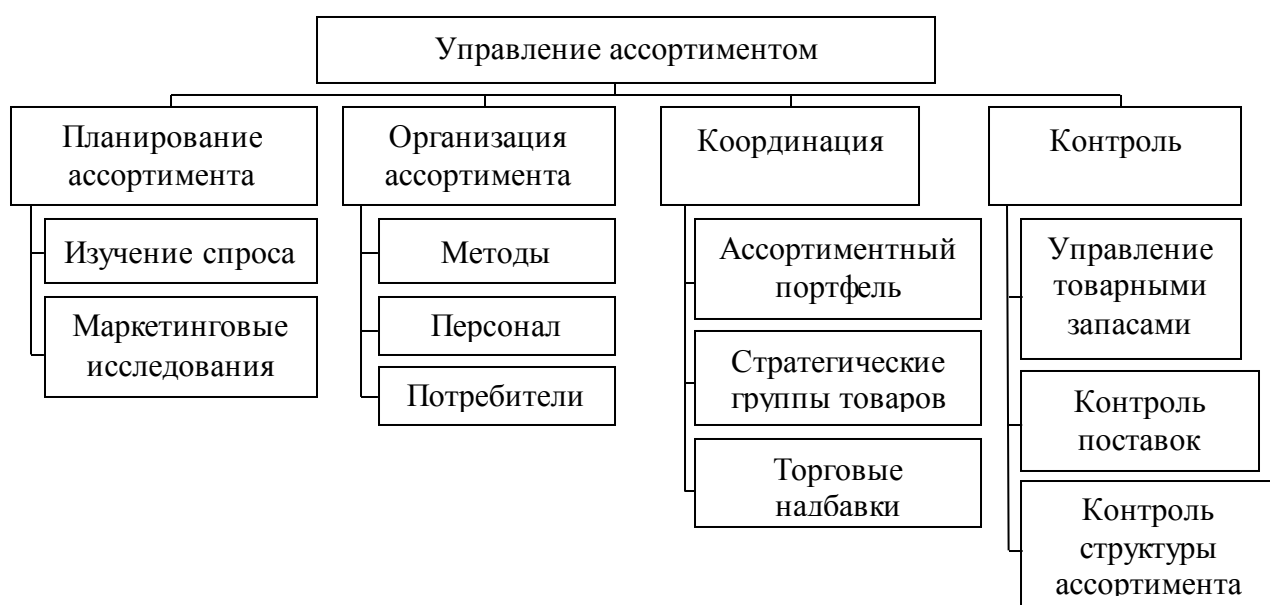 Управление ассортиментом
Планирование
ассортимента
Изучение спроса
Маркетинговые
исследования
Организация
ассортимента
Методы
Персонал
Потребители
Координация
Ассортиментный
портфель
Стратегические
группы товаров
Торговые
надбавки
Контроль
Управление
товарными
запасами
Контроль
поставок
Контроль
структуры
ассортимента